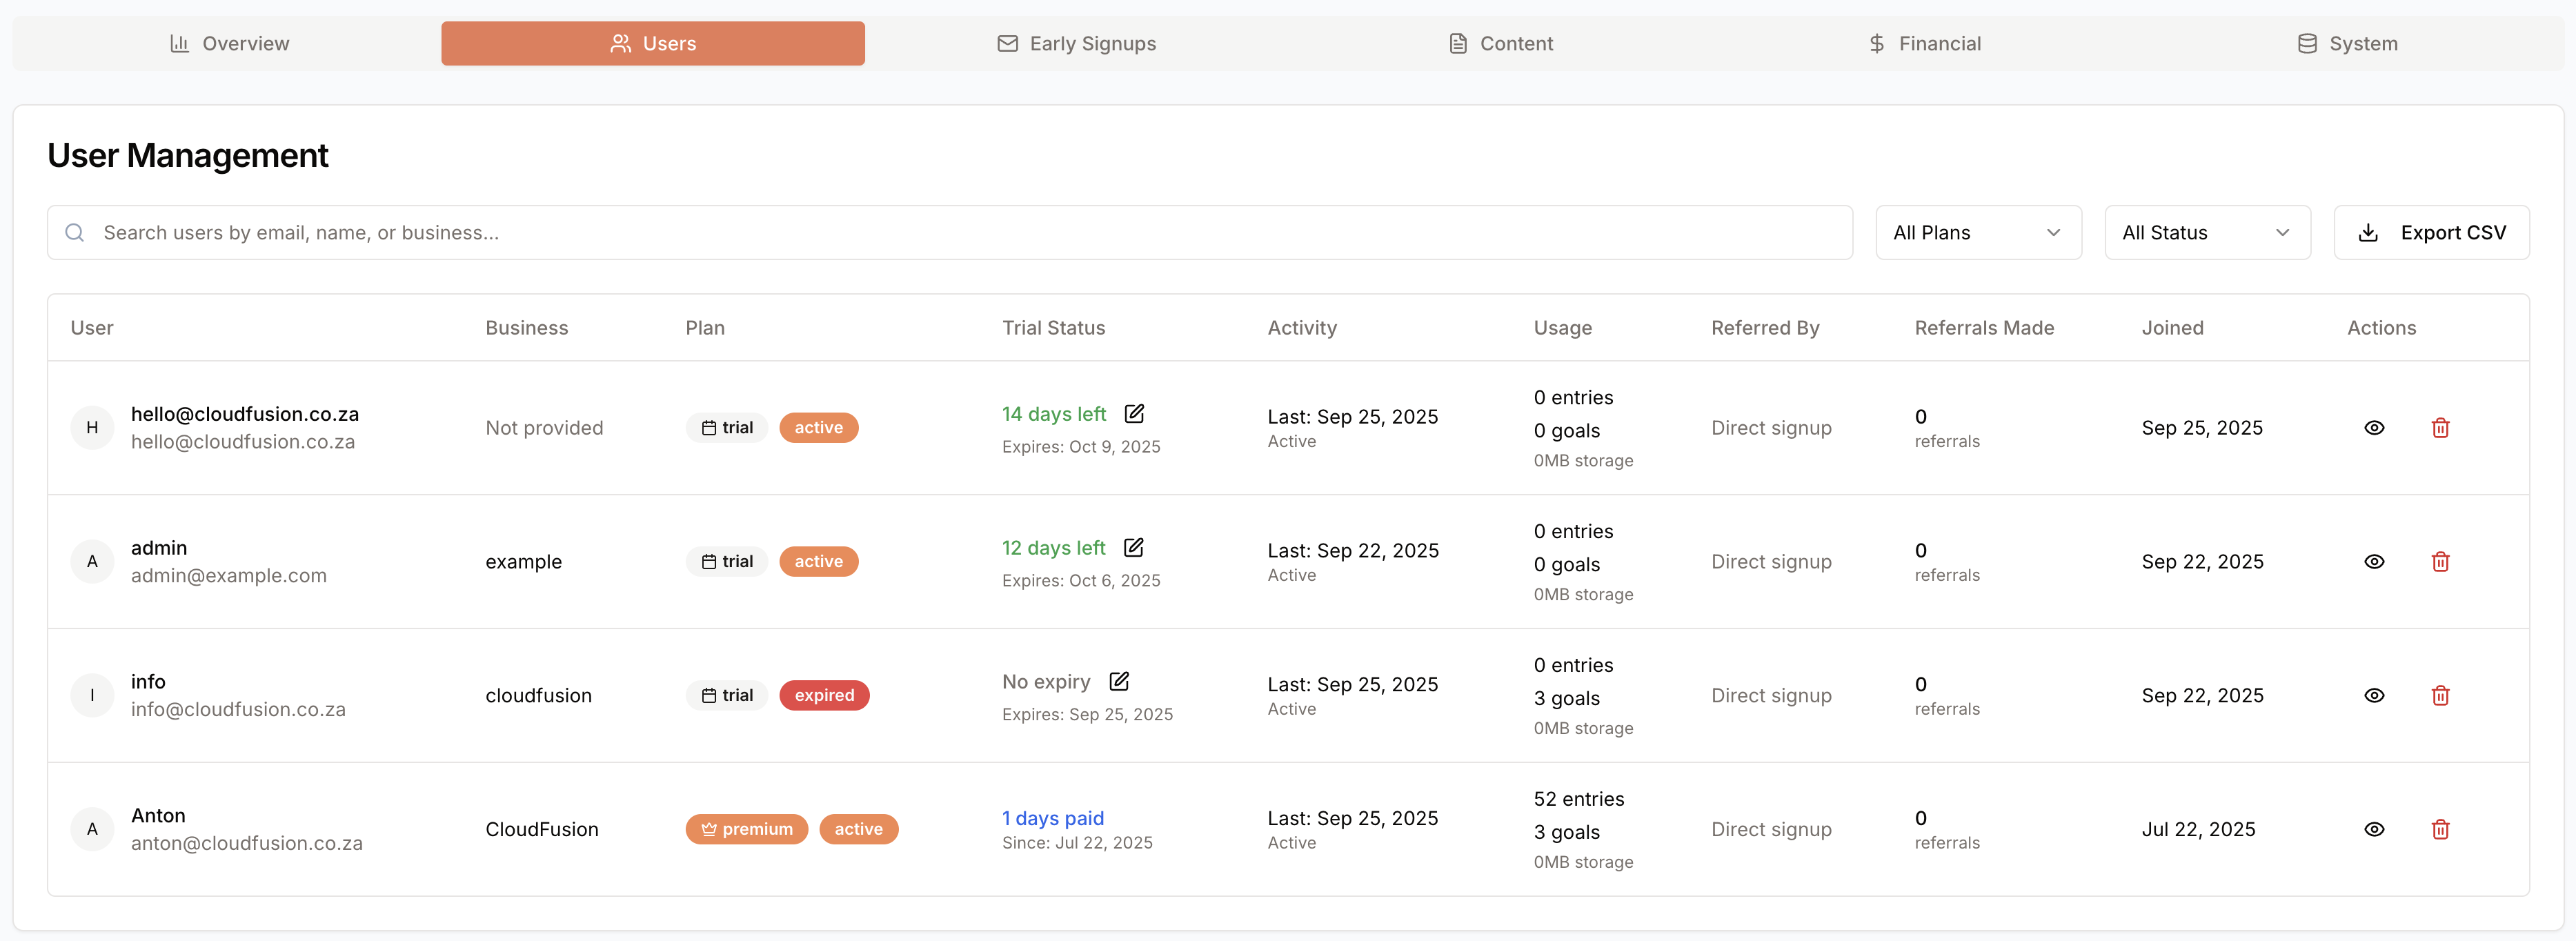 Overview
Users
Early Signups
Content
Financial
System
User Management
Search users by email, name, or business...
All Plans
All Status
Export CSV
User
Business
Plan
Trial Status
Activity
Usage
Referred By
Referrals Made
Joined
Actions
H
hello@cloudfusion.co.za
hello@cloudfusion.co.za
Not provided
trial
active
14 days left
Expires: Oct 9, 2025
Last: Sep 25, 2025
Active
0 entries
0 goals
0MB storage
Direct signup
0
referrals
Sep 25, 2025
A
admin
admin@example.com
example
trial
active
12 days left
Expires: Oct 6, 2025
Last: Sep 22, 2025
Active
0 entries
0 goals
0MB storage
Direct signup
0
referrals
Sep 22, 2025
I
info
info@cloudfusion.co.za
cloudfusion
trial
expired
No expiry
Expires: Sep 25, 2025
Last: Sep 25, 2025
Active
0 entries
3 goals
0MB storage
Direct signup
0
referrals
Sep 22, 2025
A
Anton
anton@cloudfusion.co.za
CloudFusion
premium
active
1 days paid
Since: Jul 22, 2025
Last: Sep 25, 2025
Active
52 entries
3 goals
0MB storage
Direct signup
0
referrals
Jul 22, 2025